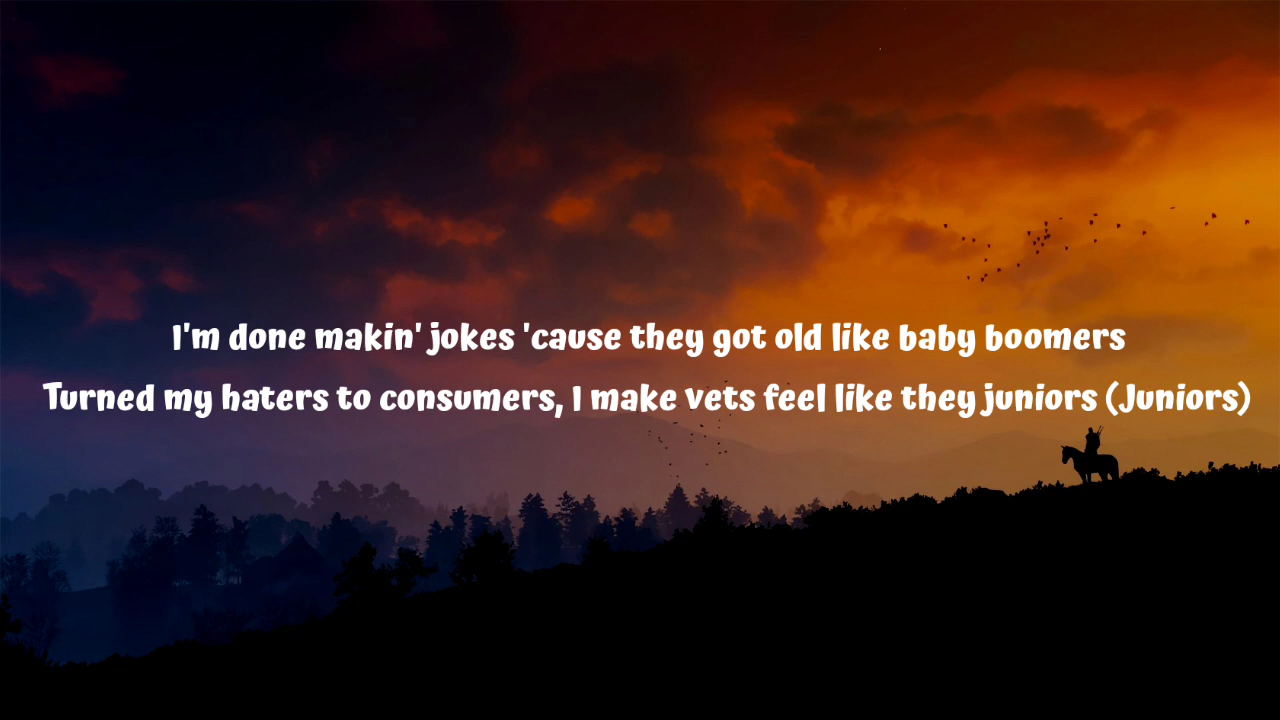 I'm done makin' jokes 'cause they got old like baby boomers
Turned my haters to consumers, I make vets feel like they juniors (Juniors)